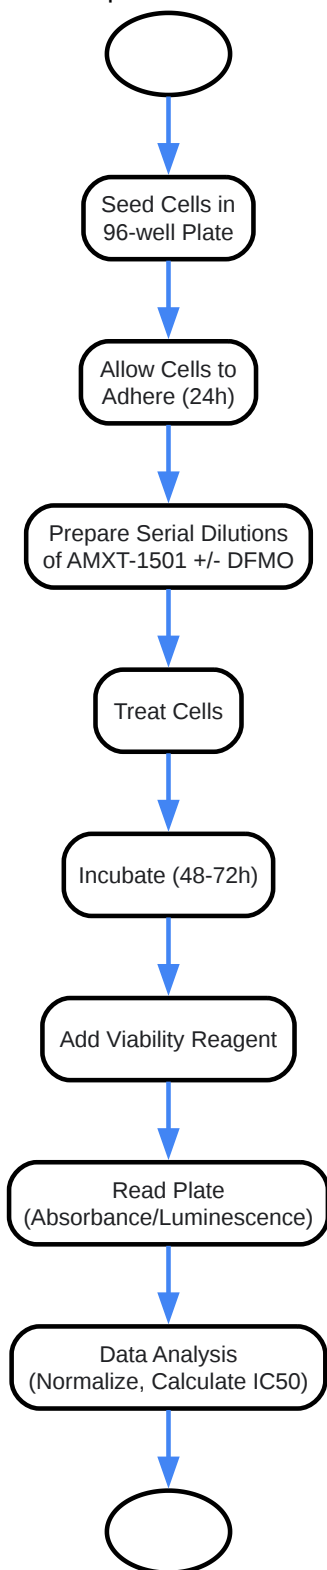 Seed Cells in
96-well Plate
Allow Cells to
Adhere (24h)
Prepare Serial Dilutions
of AMXT-1501 +/- DFMO
Treat Cells
Incubate (48-72h)
Add Viability Reagent
Read Plate
(Absorbance/Luminescence)
Data Analysis
(Normalize, Calculate IC50)